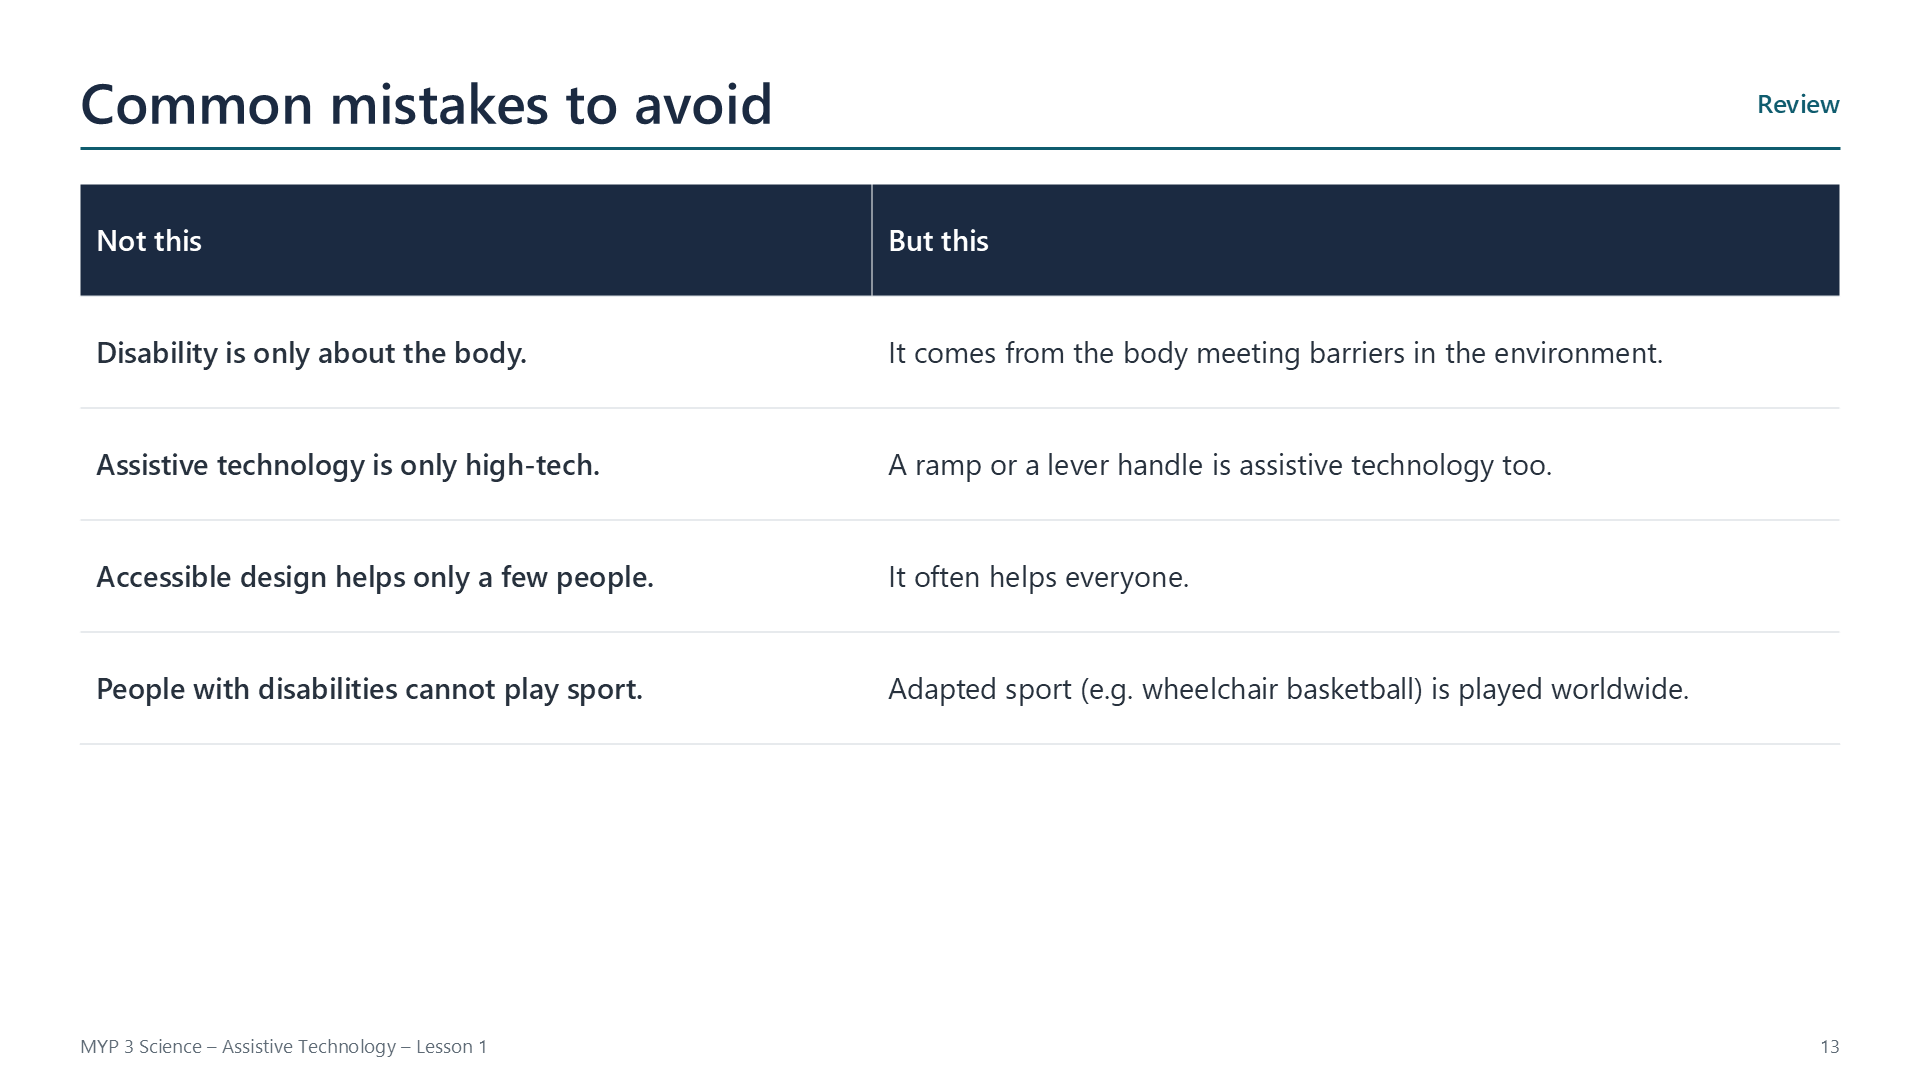 Common mistakes to avoid
Review
Not this
But this
Disability is only about the body.
It comes from the body meeting barriers in the environment.
Assistive technology is only high-tech.
A ramp or a lever handle is assistive technology too.
Accessible design helps only a few people.
It often helps everyone.
People with disabilities cannot play sport.
Adapted sport (e.g. wheelchair basketball) is played worldwide.
MYP 3 Science – Assistive Technology – Lesson 1
13